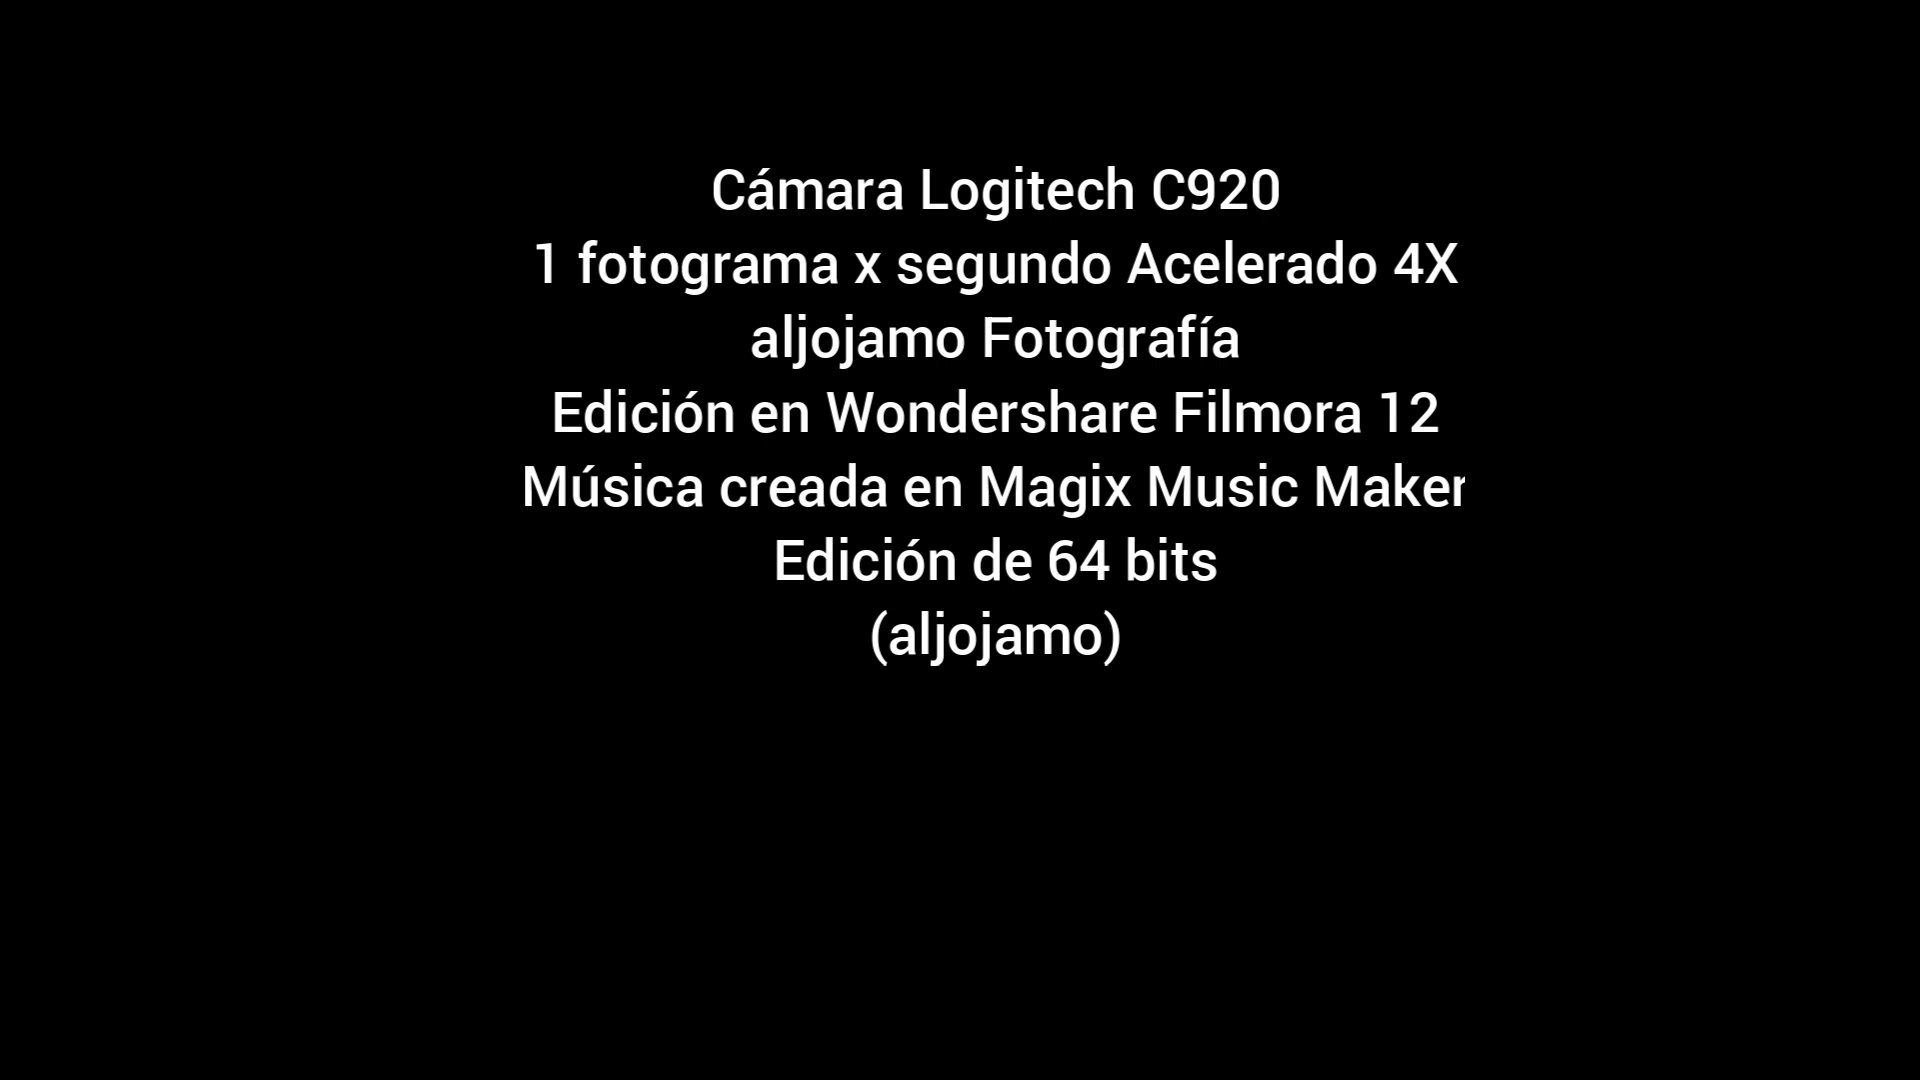 Cámara Logitech C920
1 fotograma x segundo Acelerado 4X
aljojamo Fotografía
Edición en Wondershare Filmora 12
Música creada en Magix Music Maker
Edición de 64 bits
(aljojamo)